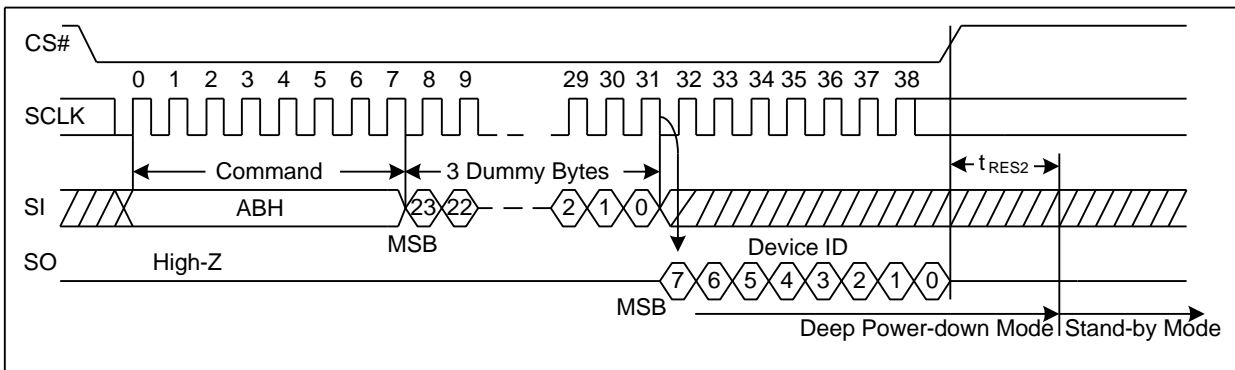 CS#
0 1 2 3 4 5 6 7 8 9 29 30 31 32 33 34 35 36 37 38
SCLK
Command 3 Dummy Bytes tRES2
SI ABH 23 22 2 1 0
MSB
SO High-Z Device ID
7 6 5 4 3 2 1 0
MSB
Deep Power-down Mode Stand-by Mode